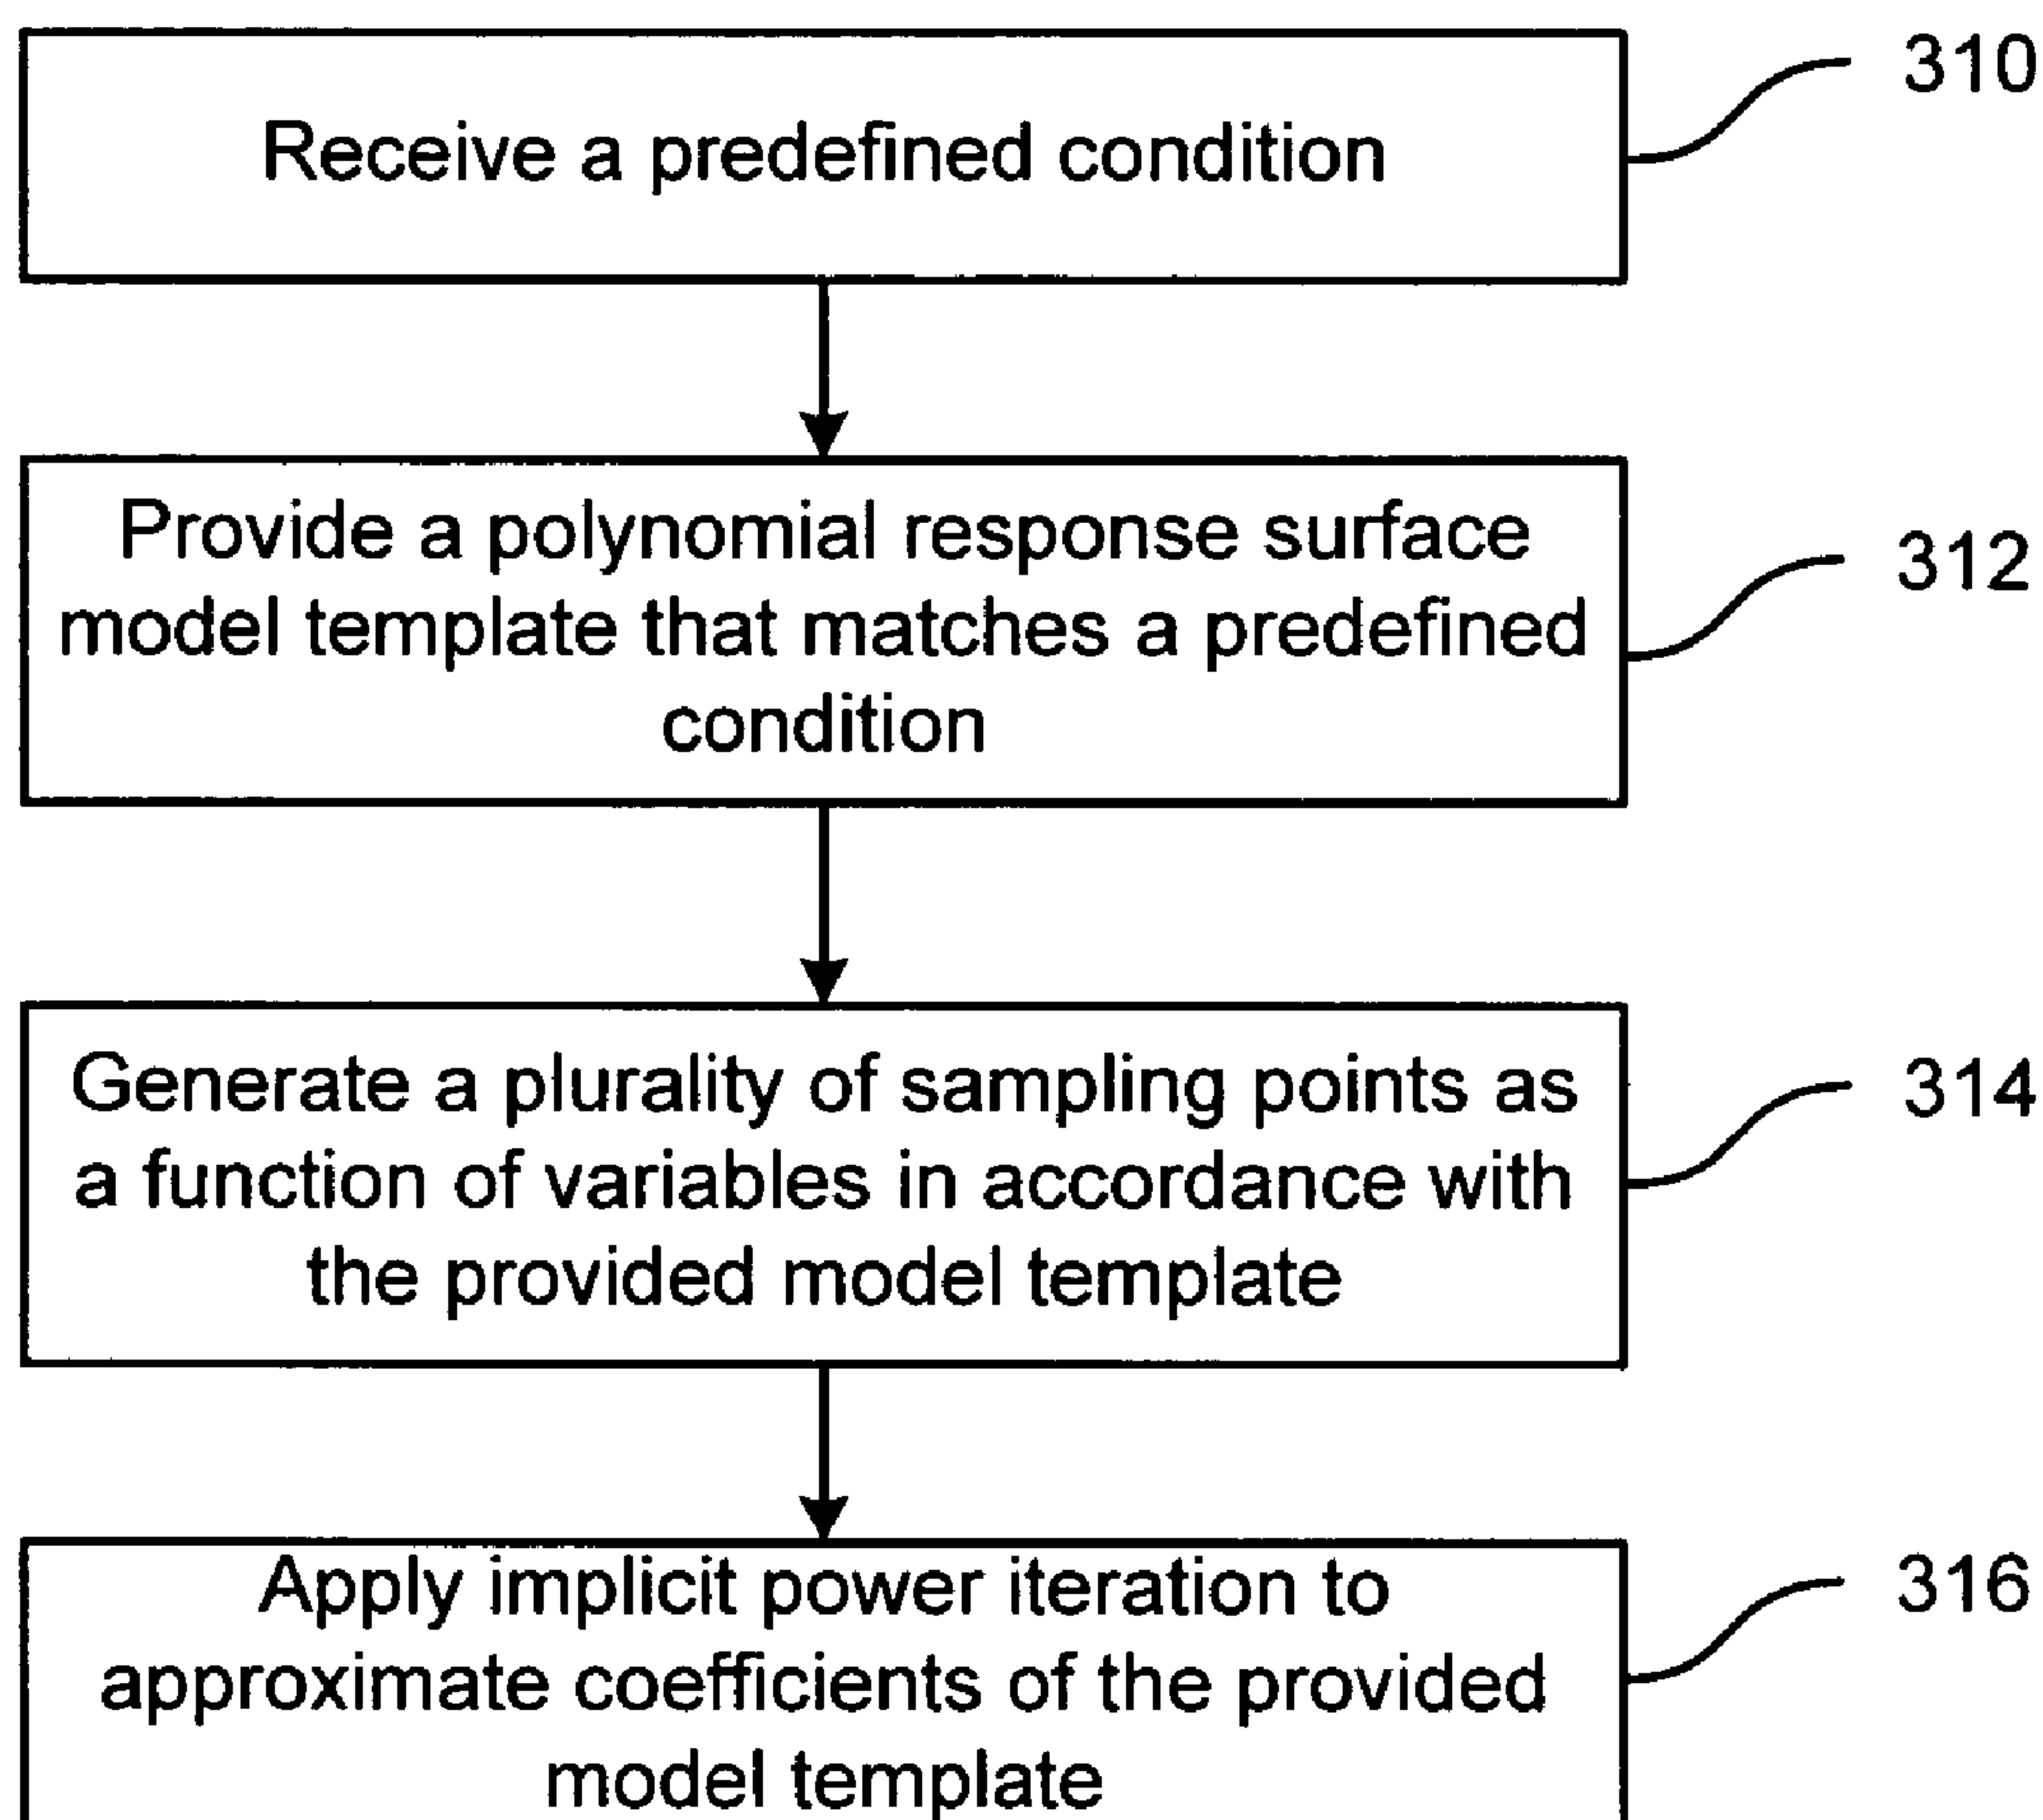 Receive a predefined condition
310
Provide a polynomial response surface
model template that matches a predefined
condition
312
Generate a plurality of sampling points as
a function of variables in accordance with
the provided model template
314
Apply implicit power iteration to
approximate coefficients of the provided
model template
316